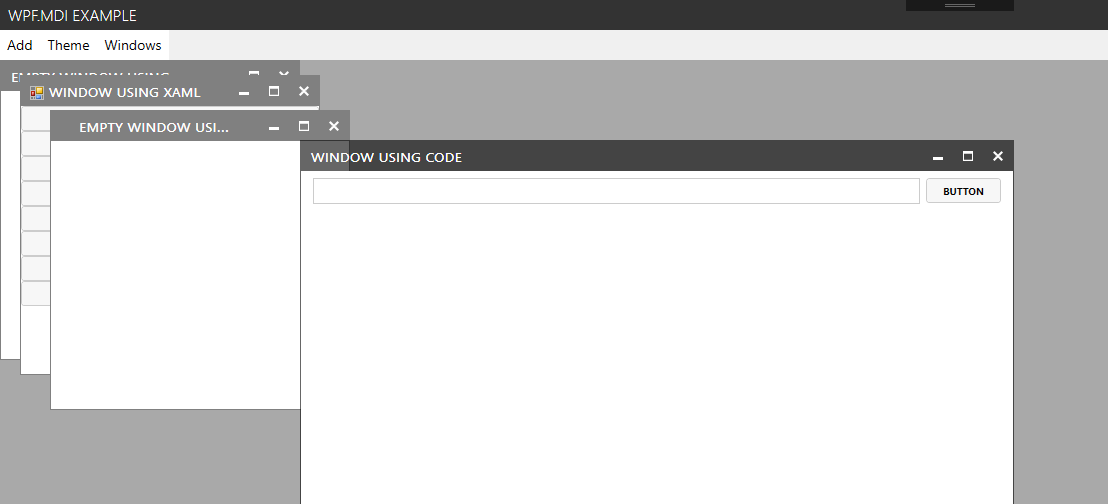 WPF.MDI EXAMPLE
Add Theme Windows
EMPTY WINDOW USING
WINDOW USING XAML
EMPTY WINDOW USI...
WINDOW USING CODE
BUTTON